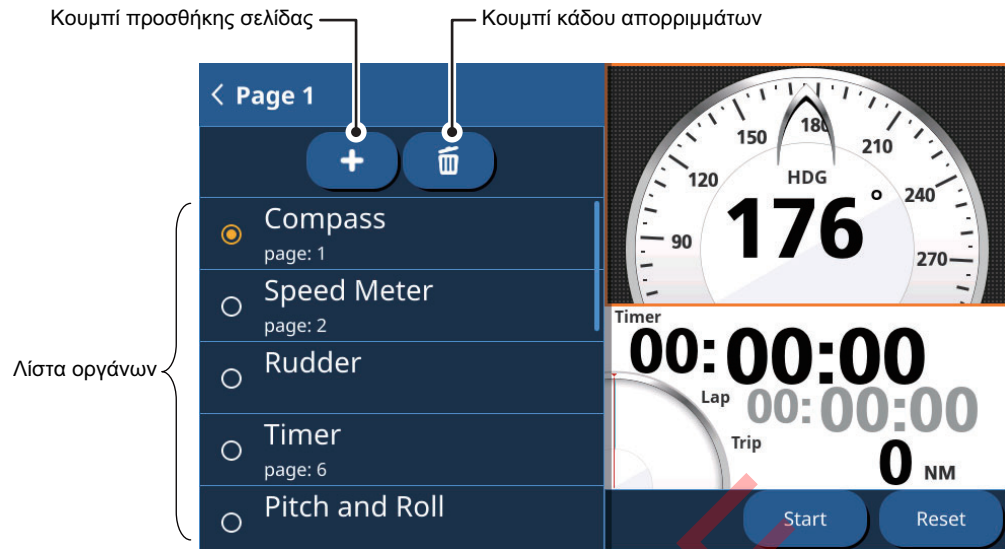 Κουμπί προσθήκης σελίδας
Κουμπί κάδου απορριμμάτων
Page 1
Λίστα οργάνων
Compass
page: 1
Speed Meter
page: 2
Rudder
Timer
page: 6
Pitch and Roll
90
120
150
180
210
240
270
HDG
176°
Timer
00:00:00
Lap
00:00:00
Trip
0 NM
Start
Reset